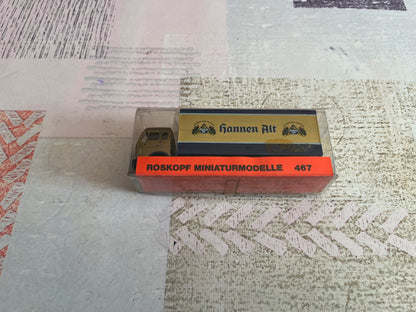 Hannen Alt
ROSKOPF MINIATURMODELLE 467